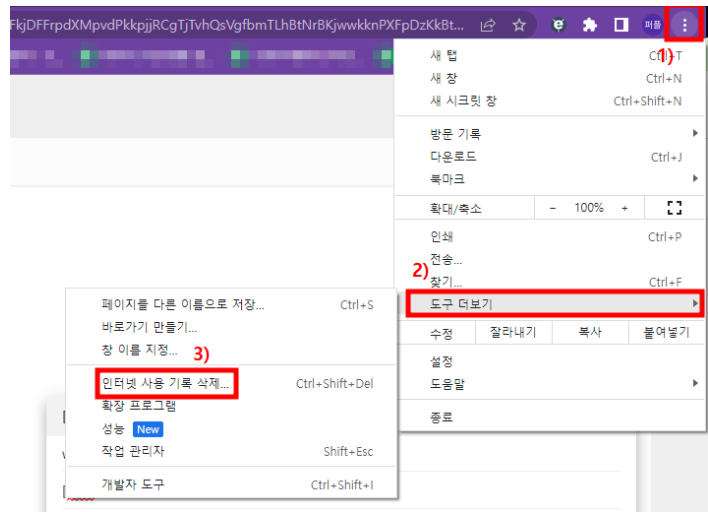 퍼플
1)
새 탭 Ctrl+T
새 창 Ctrl+N
새 시크릿 창 Ctrl+Shift+N
방문 기록
다운로드 Ctrl+J
북마크
확대/축소 - 100% +
인쇄 Ctrl+P
전송...
2)
찾기... Ctrl+F
도구 더보기
수정 잘라내기 복사 붙여넣기
설정
도움말
종료
페이지를 다른 이름으로 저장... Ctrl+S
바로가기 만들기...
창 이름 지정... 3)
인터넷 사용 기록 삭제... Ctrl+Shift+Del
확장 프로그램
성능 New
작업 관리자 Shift+Esc
개발자 도구 Ctrl+Shift+I